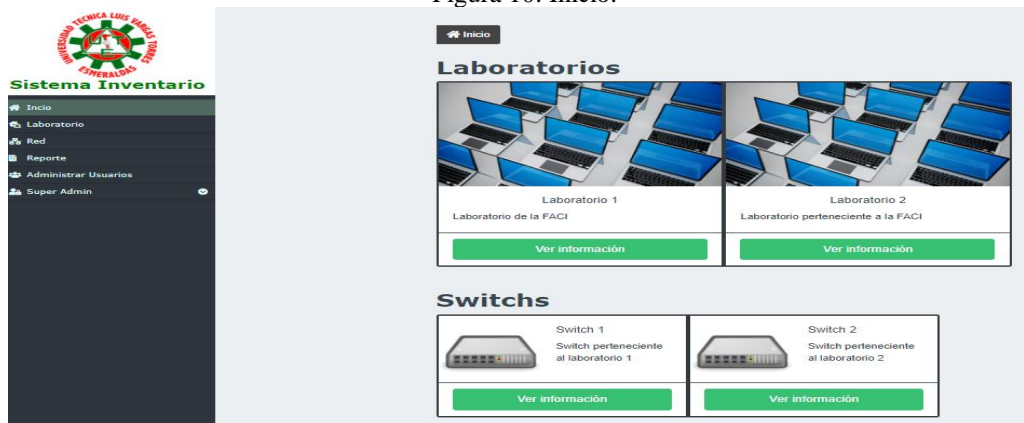 Figura 16. Inicio.
UNIVERSIDAD TECNICA LUIS VARGAS TORRES
ESMERALDAS
Sistema Inventario
Incio
Laboratorio
Red
Reporte
Administrar Usuarios
Super Admin
Inicio
Laboratorios
Laboratorio 1
Laboratorio de la FACI
Ver información
Laboratorio 2
Laboratorio perteneciente a la FACI
Ver información
Switchs
Switch 1
Switch perteneciente
al laboratorio 1
Ver información
Switch 2
Switch perteneciente
al laboratorio 2
Ver información